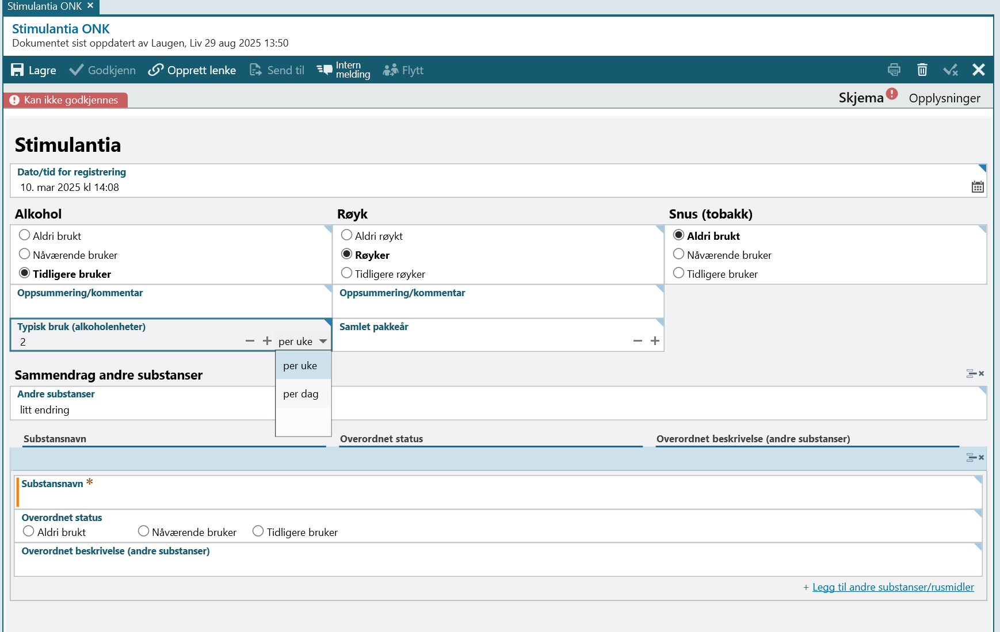 Stimulantia ONK ×
Stimulantia ONK
Dokumentet sist oppdatert av Laugen, Liv 29 aug 2025 13:50
Lagre Godkjenn Opprett lenke Send til Intern melding Flytt
Kan ikke godkjennes
Skjema Opplysninger
Stimulantia
Dato/tid for registrering
10. mar 2025 kl 14:08
Alkohol Røyk Snus (tobakk)
Aldri brukt Aldri røykt Aldri brukt
Nåværende bruker Røyker Nåværende bruker
Tidligere bruker Tidligere røyker Tidligere bruker
Oppsummering/kommentar Oppsummering/kommentar
Typisk bruk (alkoholenheter) Samlet pakkeår
2 − + per uke − +
per uke
per dag
Sammendrag andre substanser
Andre substanser
litt endring
Substansnavn Overordnet status Overordnet beskrivelse (andre substanser)
Substansnavn *
Overordnet status
Aldri brukt Nåværende bruker Tidligere bruker
Overordnet beskrivelse (andre substanser)
+ Legg til andre substanser/rusmidler